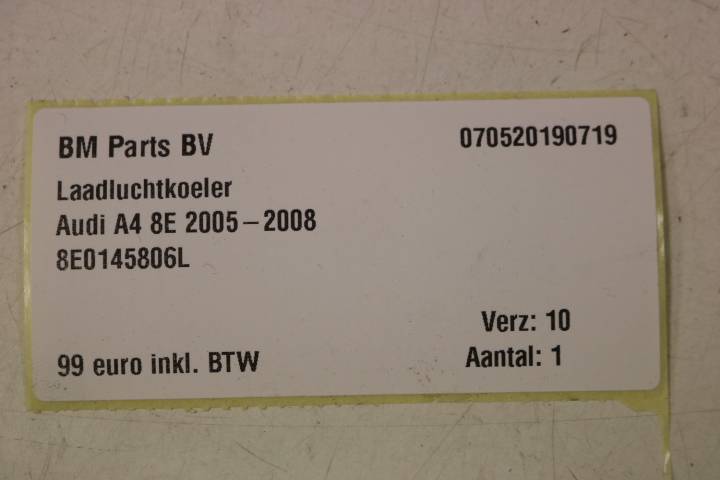 BM Parts BV 070520190719
Laadluchtkoeler
Audi A4 8E 2005–2008
8E0145806L
Verz: 10
99 euro inkl. BTW Aantal: 1